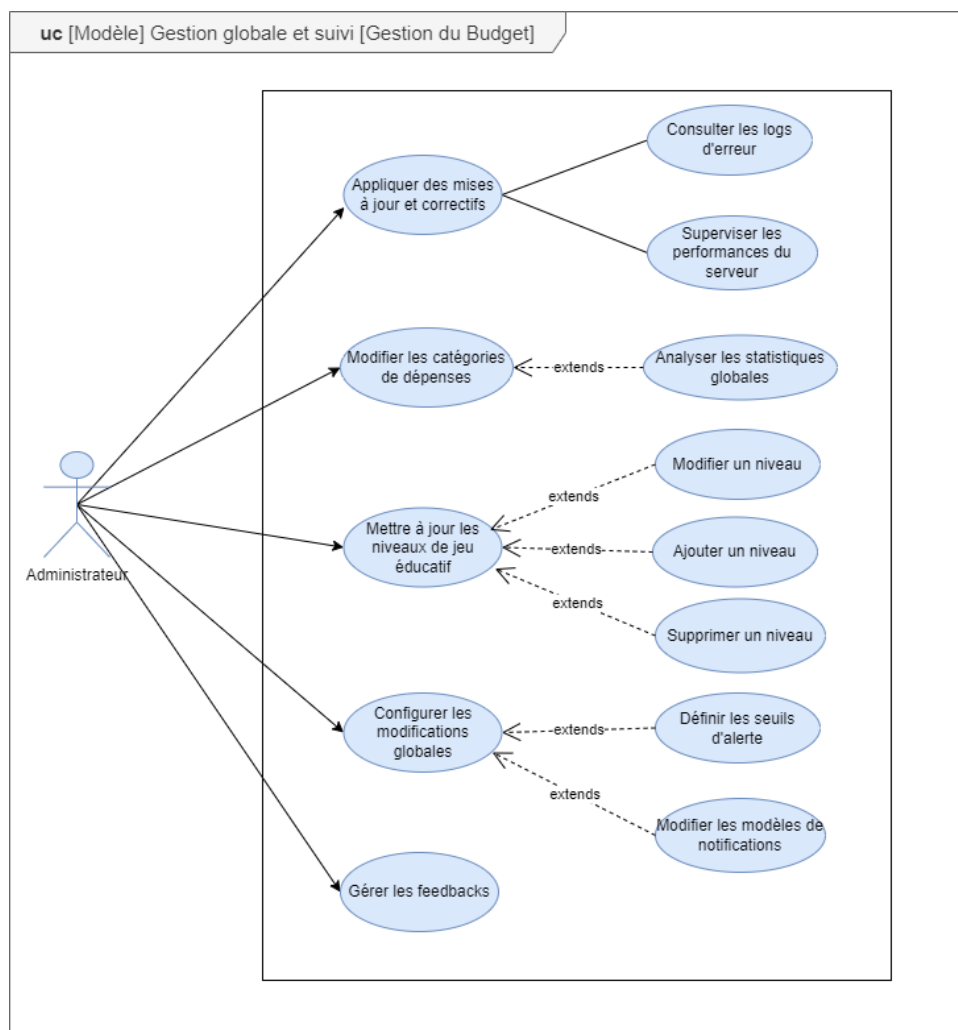 uc [Modèle] Gestion globale et suivi [Gestion du Budget]
Consulter les logs
d'erreur
Appliquer des mises
à jour et correctifs
Superviser les
performances du
serveur
Modifier les catégories
de dépenses
extends
Analyser les statistiques
globales
Modifier un niveau
extends
Mettre à jour les
niveaux de jeu
éducatif
extends
Ajouter un niveau
extends
Supprimer un niveau
Administrateur
Configurer les
modifications
globales
extends
Définir les seuils
d'alerte
extends
Modifier les modèles de
notifications
Gérer les feedbacks